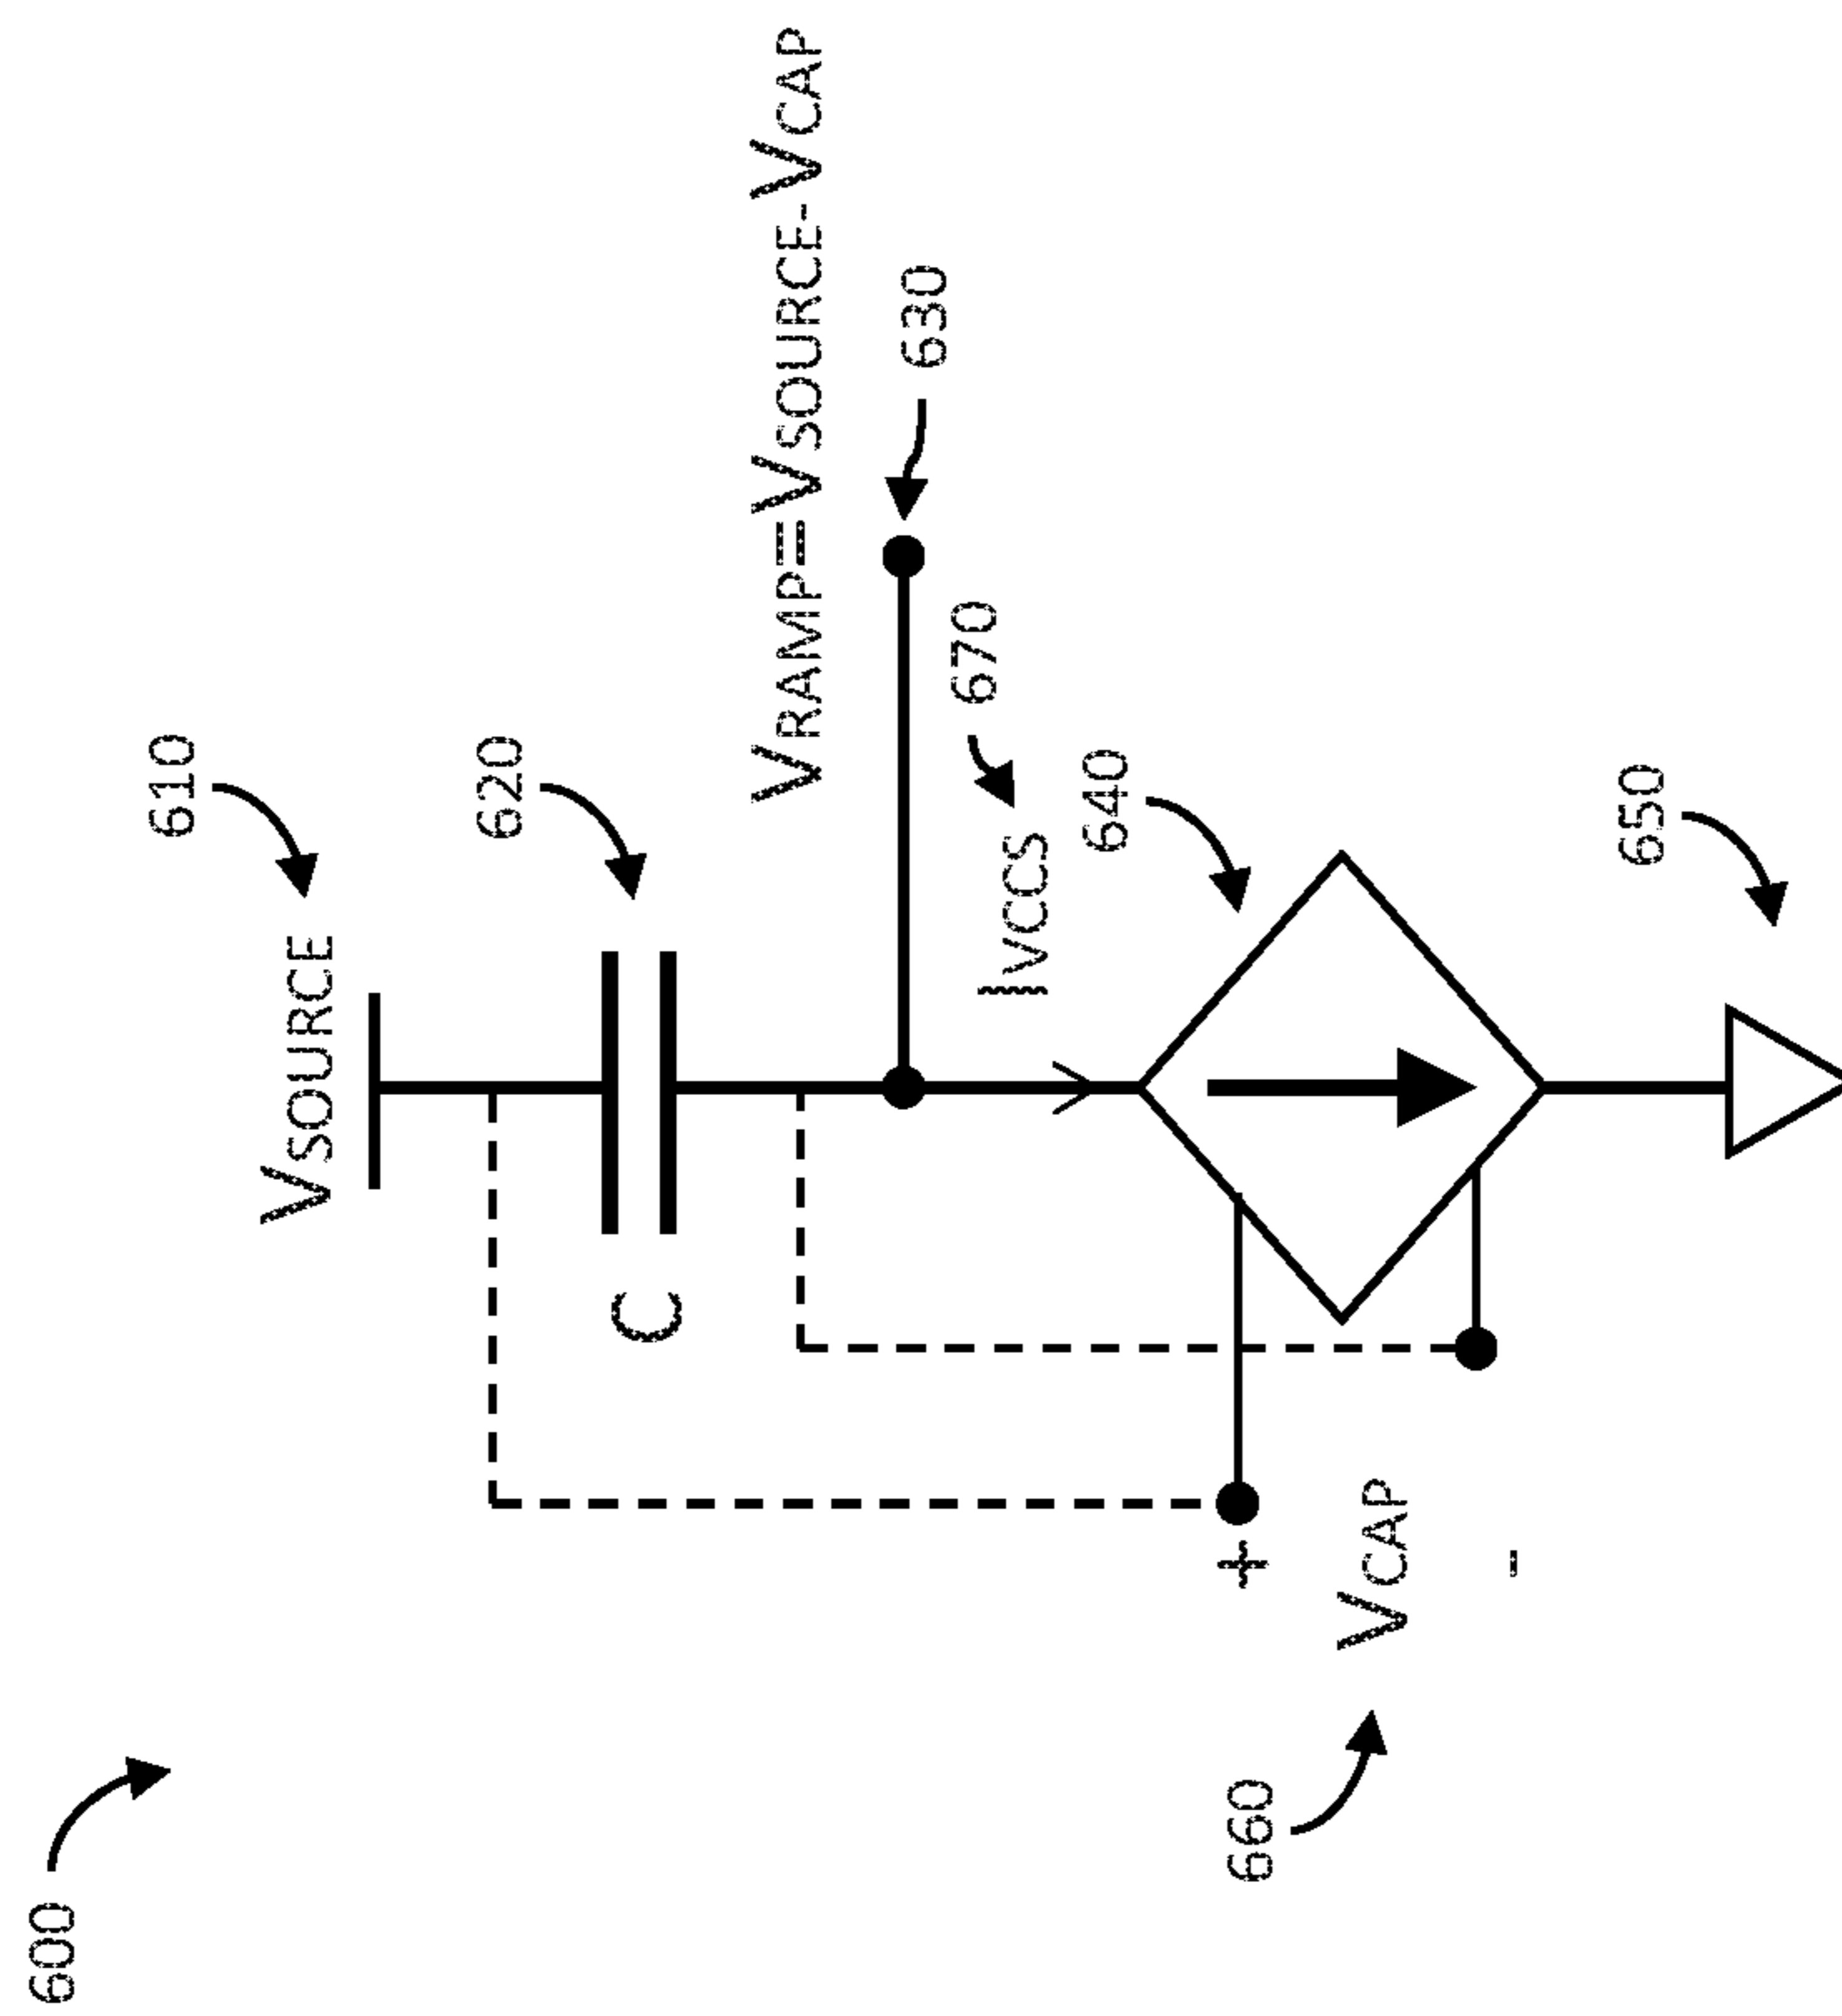 600
610
VSOURCE
620
C
VRAMP=VSOURCE-VCAP
630
670
IVCCS
640
+
VCAP
-
660
650